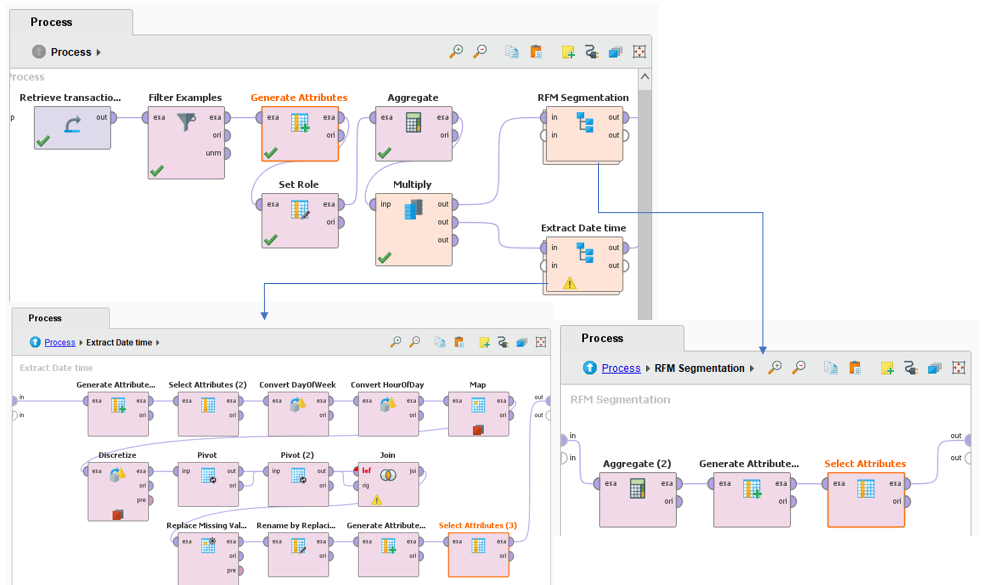 Process
Process
Process
Retrieve transactio...
Filter Examples
Generate Attributes
Aggregate
RFM Segmentation
p
out
exa
exa
ori
unm
exa
exa
ori
exa
exa
ori
in
out
in
out
Set Role
Multiply
exa
exa
ori
inp
out
out
out
Extract Date time
in
out
in
out
Process
Process
Extract Date time
Extract Date time
Generate Attribute...
Select Attributes (2)
Convert DayOfWeek
Convert HourOfDay
Map
in
in
exa
exa
ori
exa
exa
ori
exa
exa
ori
exa
exa
ori
exa
exa
ori
out
out
Discretize
Pivot
Pivot (2)
Join
exa
exa
ori
pre
inp
out
ori
inp
out
ori
lef
rig
joi
Replace Missing Val...
Rename by Replaci...
Generate Attribute...
Select Attributes (3)
exa
exa
ori
pre
exa
exa
ori
exa
exa
ori
exa
exa
ori
Process
Process
RFM Segmentation
RFM Segmentation
in
in
out
out
Aggregate (2)
Generate Attribute...
Select Attributes
exa
exa
ori
exa
exa
ori
exa
exa
ori